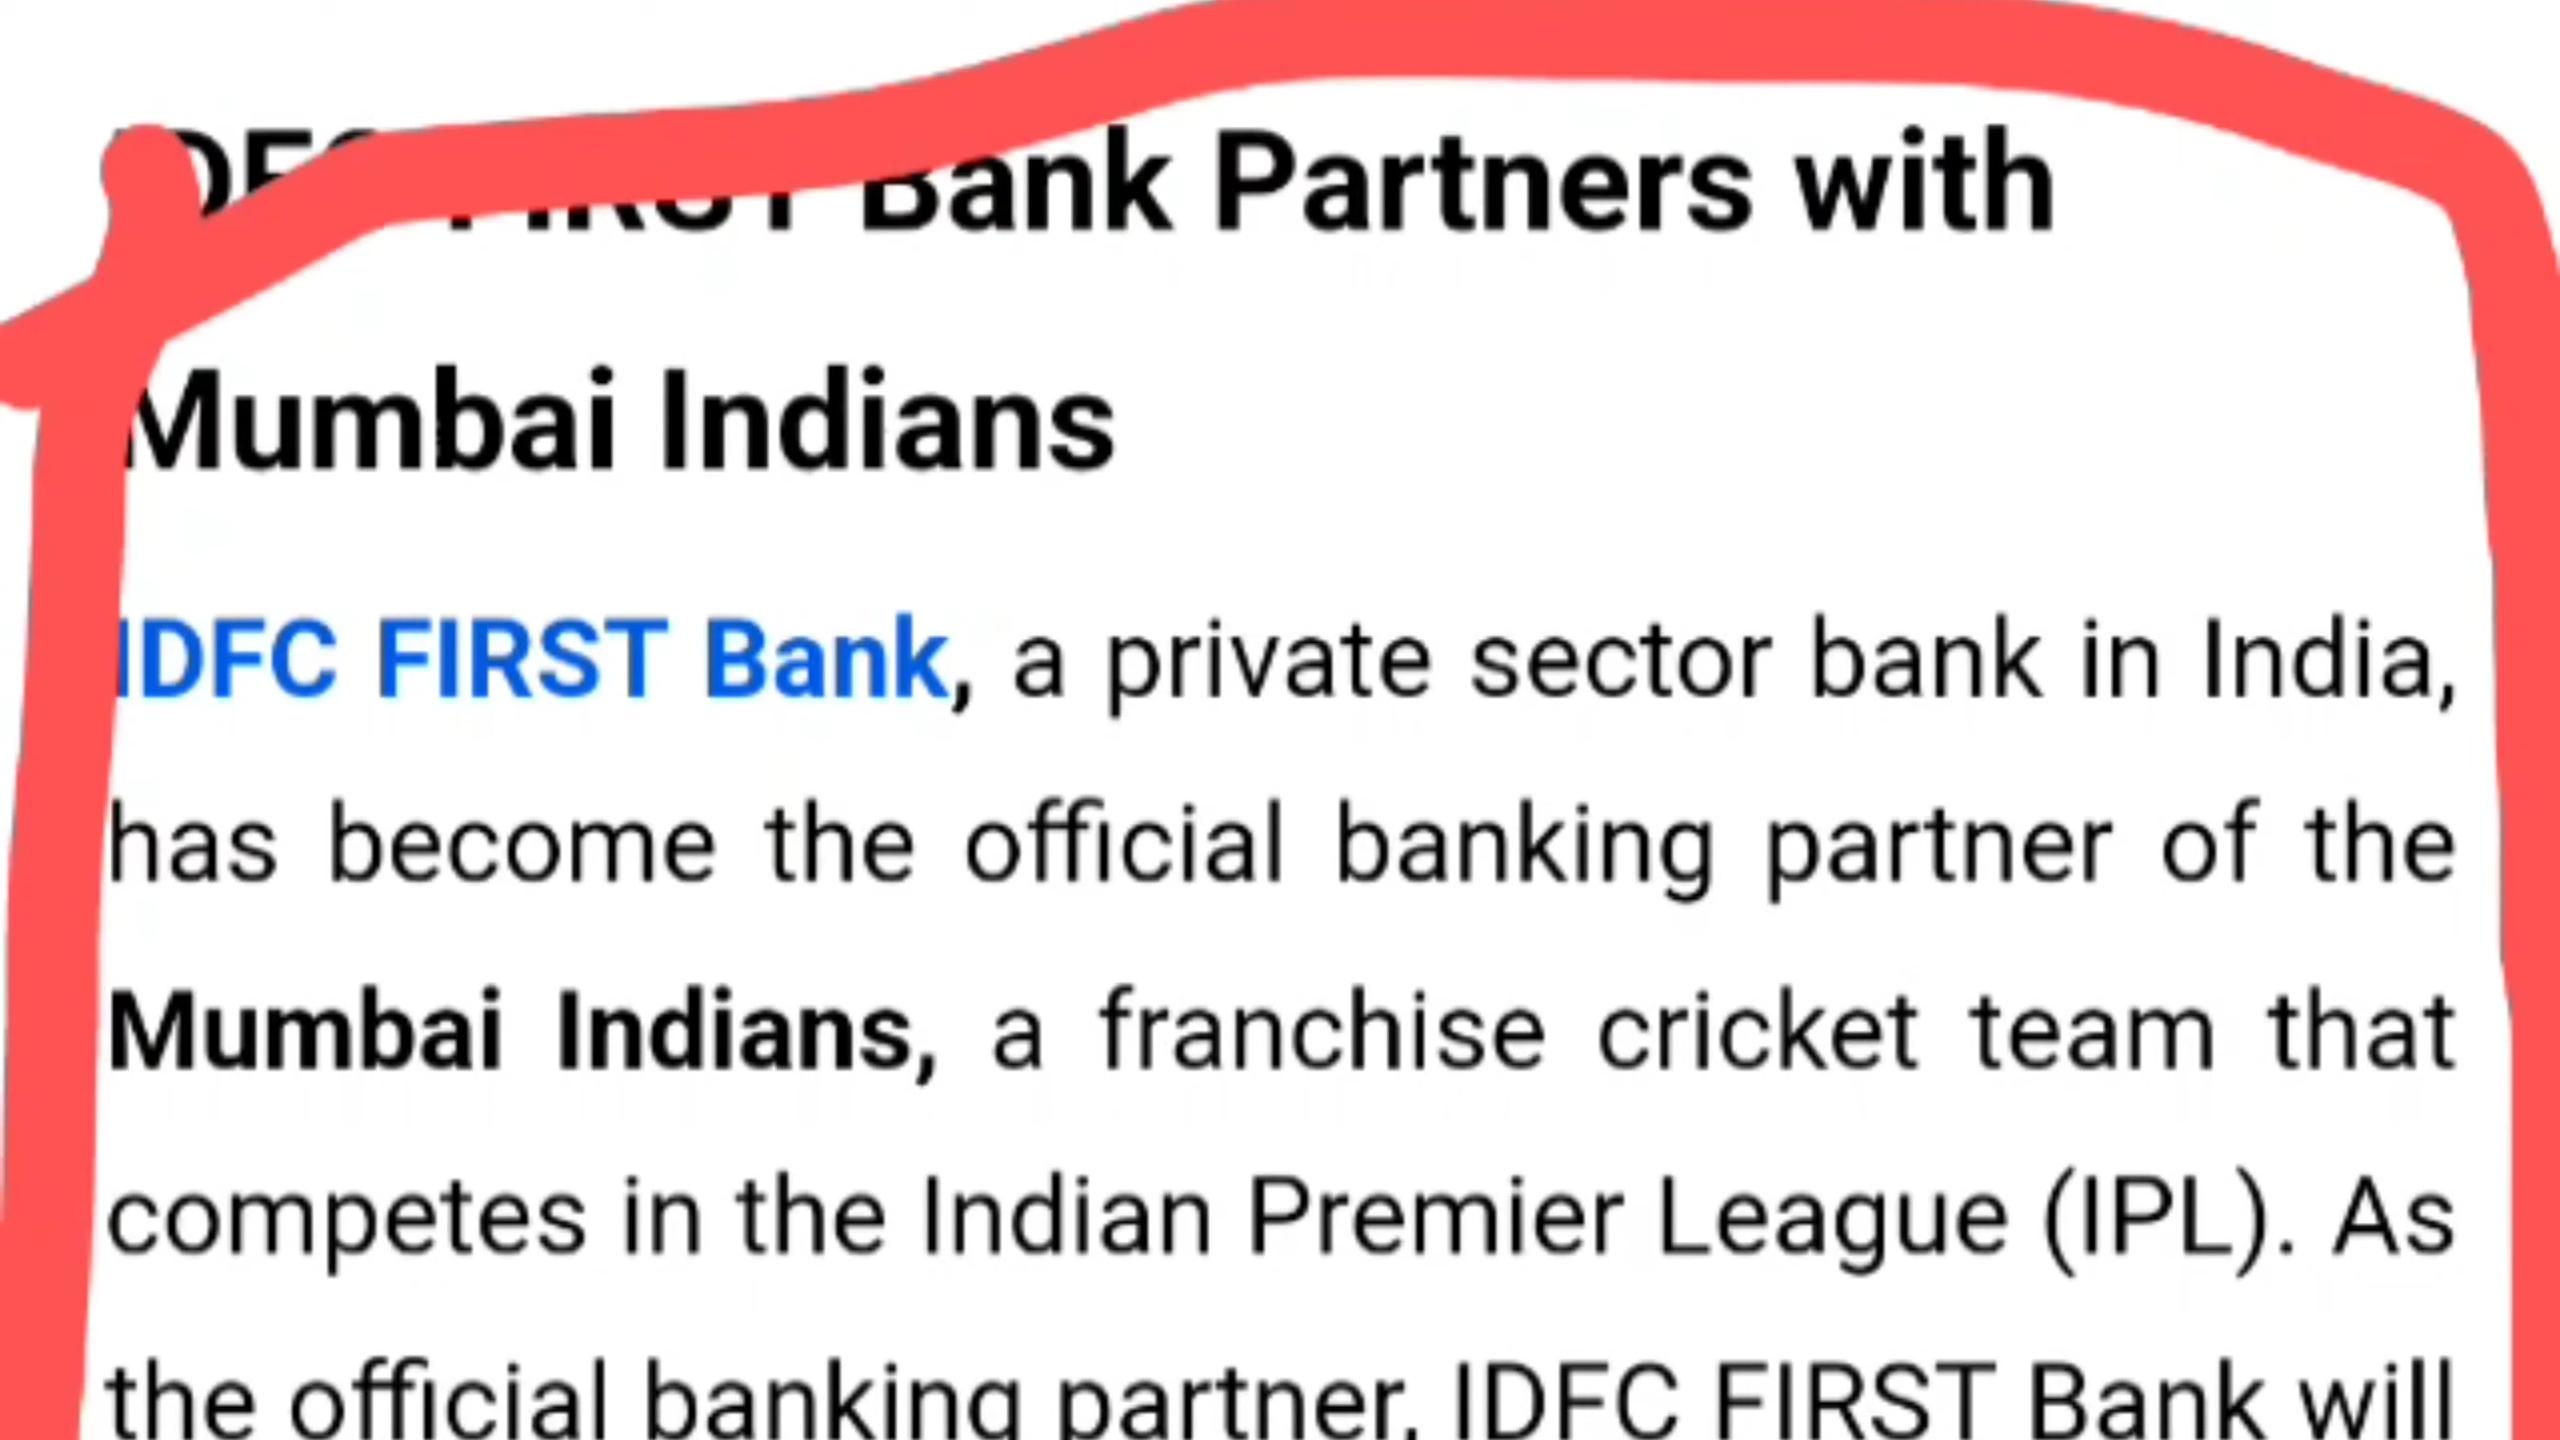 IDFC FIRST Bank Partners with
Mumbai Indians
IDFC FIRST Bank, a private sector bank in India,
has become the official banking partner of the
Mumbai Indians, a franchise cricket team that
competes in the Indian Premier League (IPL). As
the official banking partner, IDFC FIRST Bank will